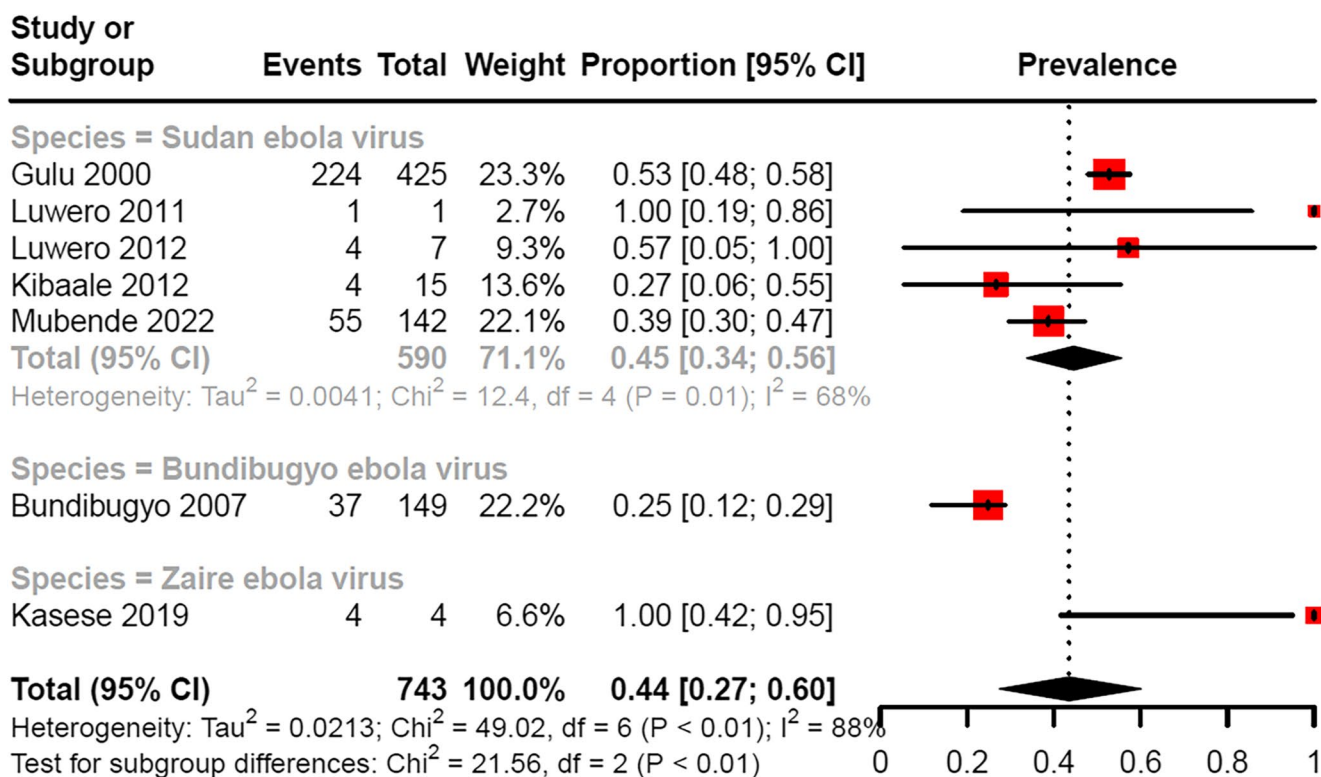 Study or
Subgroup Events Total Weight Proportion [95% CI] Prevalence
Species = Sudan ebola virus
Gulu 2000 224 425 23.3% 0.53 [0.48; 0.58]
Luwero 2011 1 1 2.7% 1.00 [0.19; 0.86]
Luwero 2012 4 7 9.3% 0.57 [0.05; 1.00]
Kibaale 2012 4 15 13.6% 0.27 [0.06; 0.55]
Mubende 2022 55 142 22.1% 0.39 [0.30; 0.47]
Total (95% CI) 590 71.1% 0.45 [0.34; 0.56]
Heterogeneity: Tau² = 0.0041; Chi² = 12.4, df = 4 (P = 0.01); I² = 68%
Species = Bundibugyo ebola virus
Bundibugyo 2007 37 149 22.2% 0.25 [0.12; 0.29]
Species = Zaire ebola virus
Kasese 2019 4 4 6.6% 1.00 [0.42; 0.95]
Total (95% CI) 743 100.0% 0.44 [0.27; 0.60]
Heterogeneity: Tau² = 0.0213; Chi² = 49.02, df = 6 (P < 0.01); I² = 88%
Test for subgroup differences: Chi² = 21.56, df = 2 (P < 0.01)
0 0.2 0.4 0.6 0.8 1